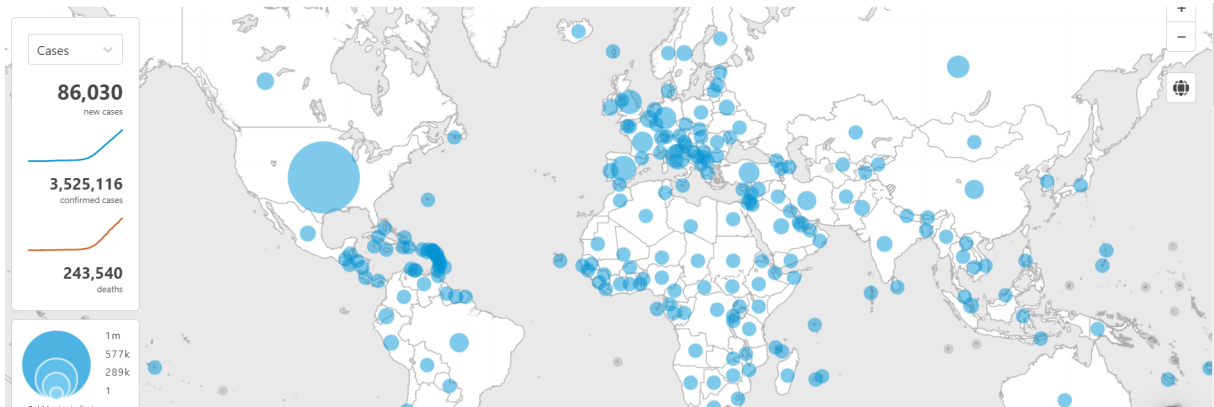 Cases
86,030
new cases
3,525,116
confirmed cases
243,540
deaths
1m
577k
289k
1
+
−